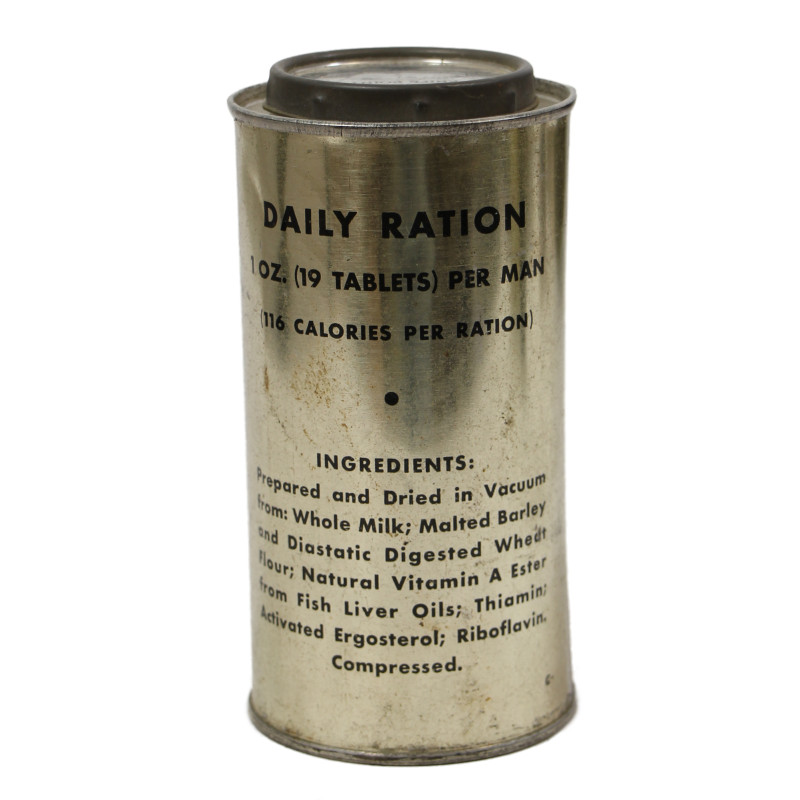 DAILY RATION
1 OZ. (19 TABLETS) PER MAN
(116 CALORIES PER RATION)
INGREDIENTS:
Prepared and Dried in Vacuum
from: Whole Milk; Malted Barley
and Diastatic Digested Wheat
Flour; Natural Vitamin A Ester
from Fish Liver Oils; Thiamin;
Activated Ergosterol; Riboflavin.
Compressed.